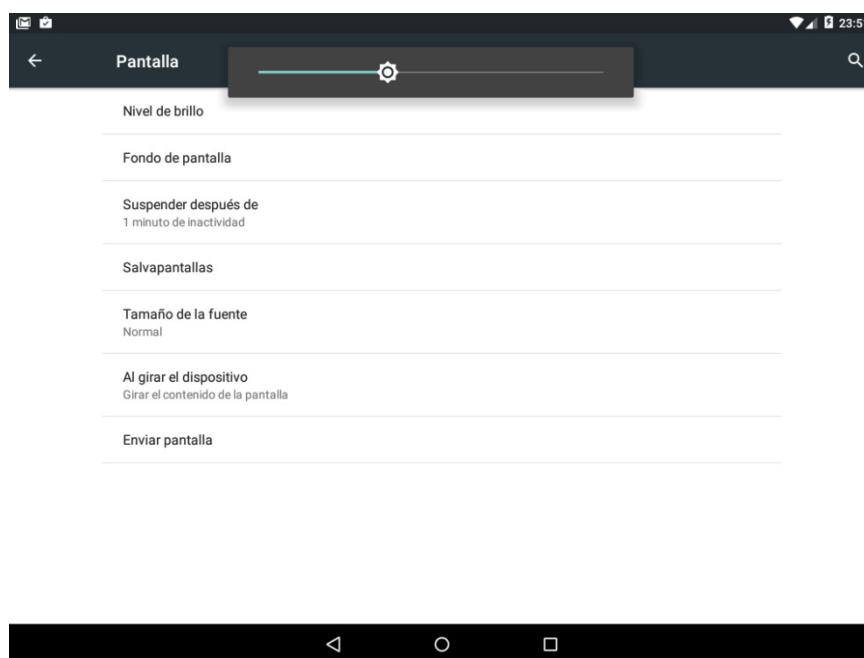 23:5
Pantalla
Nivel de brillo
Fondo de pantalla
Suspender después de
1 minuto de inactividad
Salvapantallas
Tamaño de la fuente
Normal
Al girar el dispositivo
Girar el contenido de la pantalla
Enviar pantalla